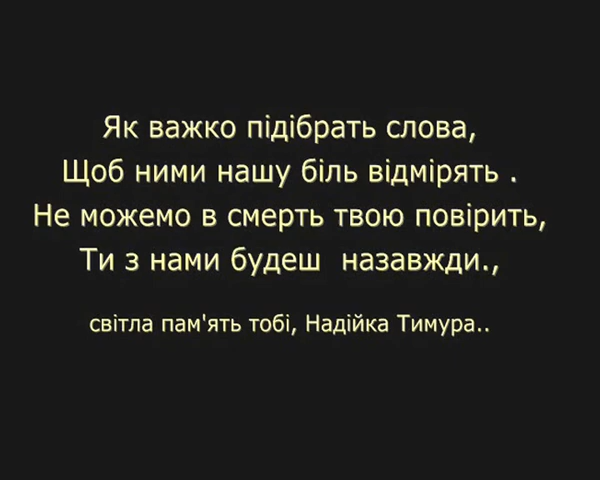 Як важко підібрать слова,
Щоб ними нашу біль відмірять .
Не можемо в смерть твою повірить,
Ти з нами будеш  назавжди.,
світла пам'ять тобі, Надійка Тимура..